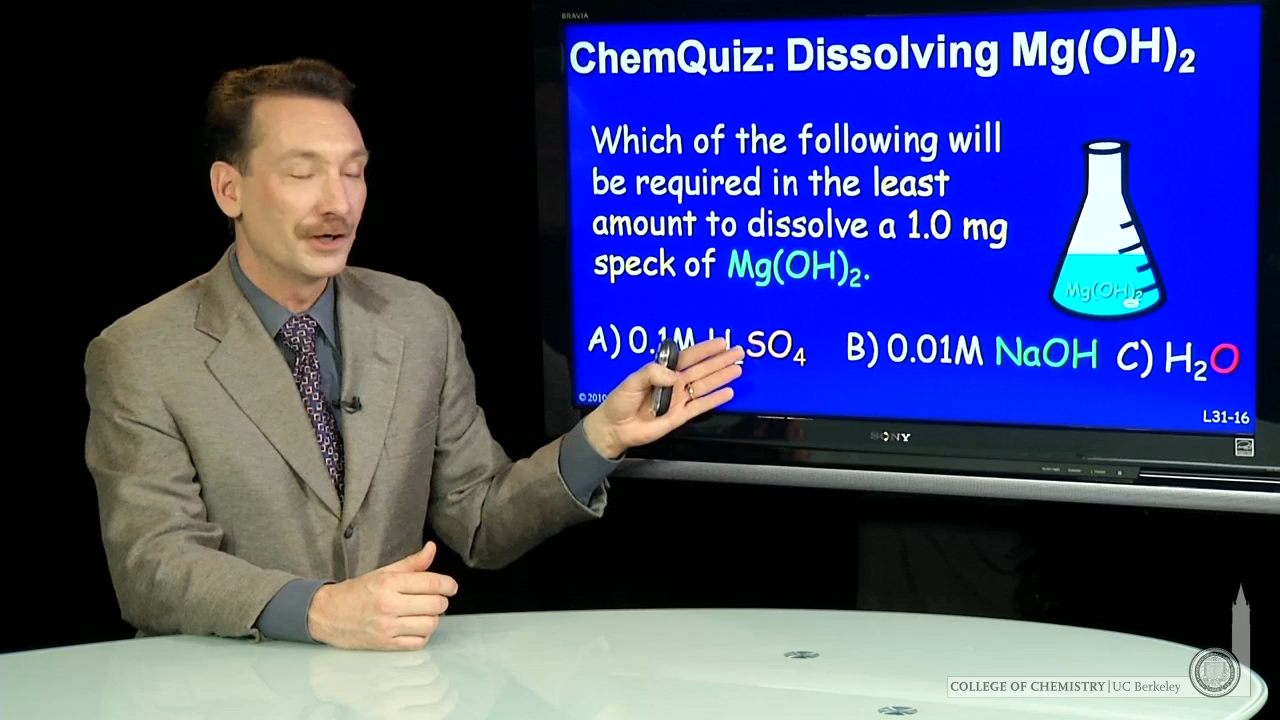 BRAVIA
ChemQuiz: Dissolving Mg(OH)₂
Which of the following will
be required in the least
amount to dissolve a 1.0 mg
speck of Mg(OH)₂.
Mg(OH)₂
A) 0.1M H₂SO₄ B) 0.01M NaOH C) H₂O
© 2010
L31-16
SONY
COLLEGE OF CHEMISTRY | UC Berkeley